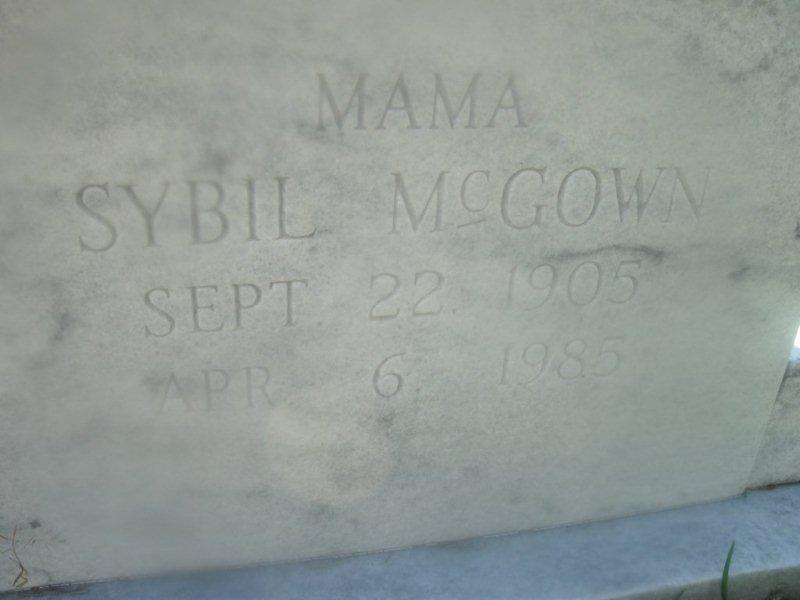 MAMA
SYBIL McGOWN
SEPT. 22. 1905
APR 6 1985